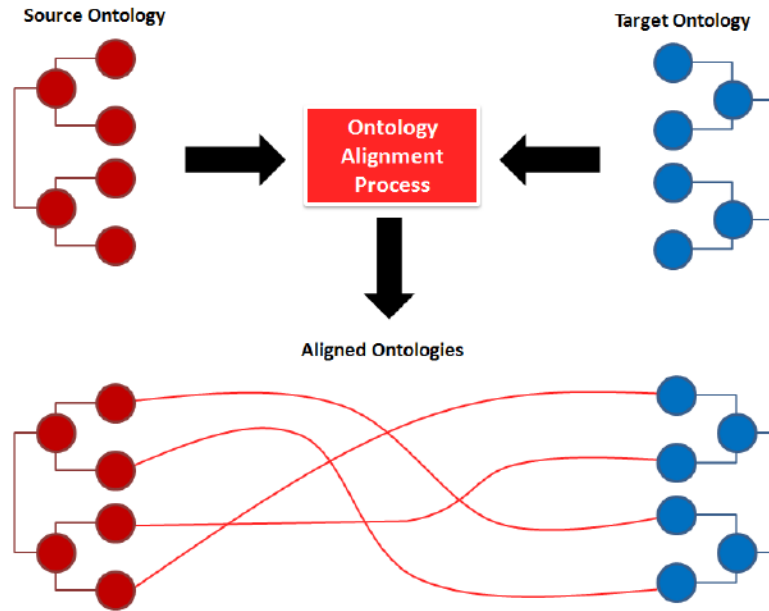 Source Ontology
Target Ontology
Ontology
Alignment
Process
Aligned Ontologies